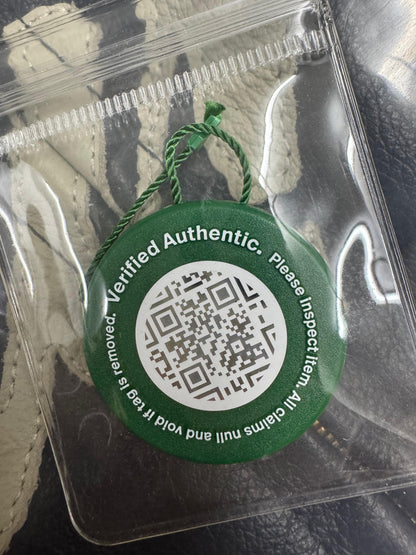 Verified Authentic. Please Inspect Item. All claims null and void if tag is removed.